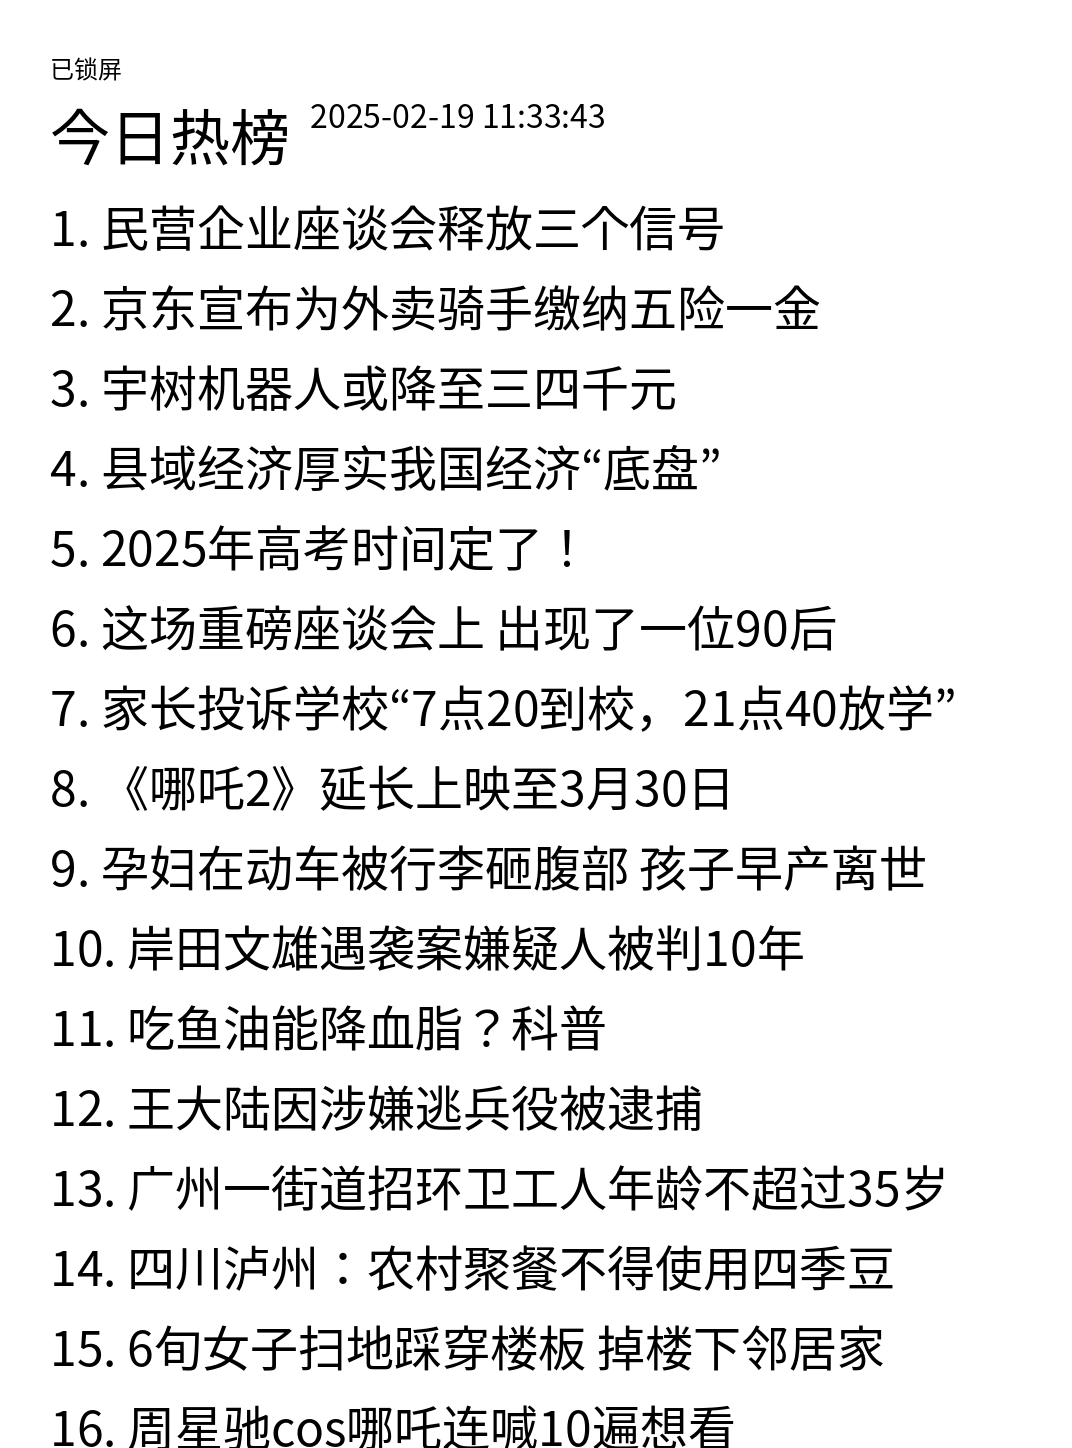 已锁屏
今日热榜 2025-02-19 11:33:43
1. 民营企业座谈会释放三个信号
2. 京东宣布为外卖骑手缴纳五险一金
3. 宇树机器人或降至三四千元
4. 县域经济厚实我国经济“底盘”
5. 2025年高考时间定了！
6. 这场重磅座谈会上 出现了一位90后
7. 家长投诉学校“7点20到校，21点40放学”
8. 《哪吒2》延长上映至3月30日
9. 孕妇在动车被行李砸腹部 孩子早产离世
10. 岸田文雄遇袭案嫌疑人被判10年
11. 吃鱼油能降血脂？科普
12. 王大陆因涉嫌逃兵役被逮捕
13. 广州一街道招环卫工人年龄不超过35岁
14. 四川泸州：农村聚餐不得使用四季豆
15. 6旬女子扫地踩穿楼板 掉楼下邻居家
16. 周星驰cos哪吒连喊10遍想看